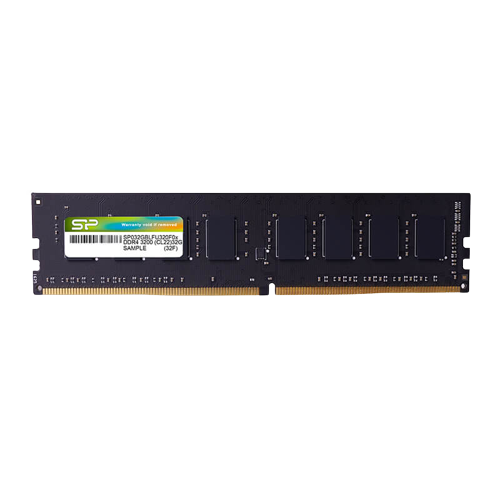 SP
Warranty void if removed
SP032GBLFU320F0x
DDR4 3200 (CL22)32G
SAMPLE (32F)